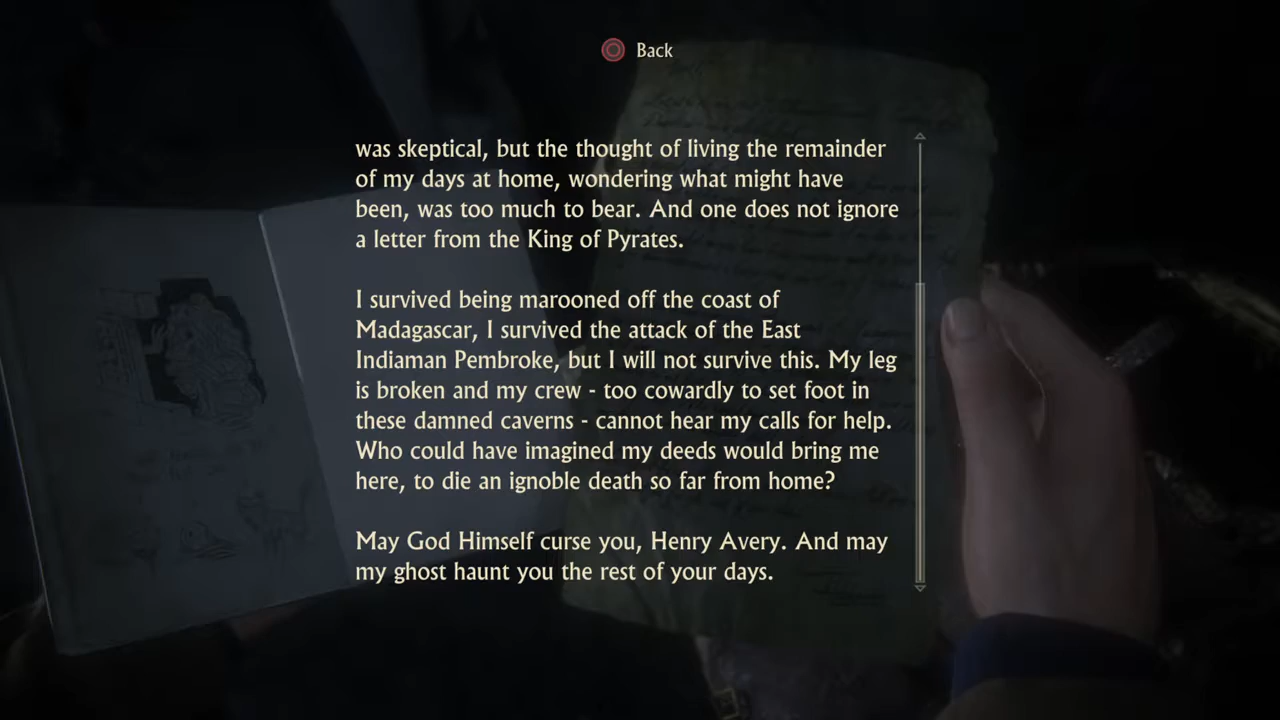 Back
was skeptical, but the thought of living the remainder
of my days at home, wondering what might have
been, was too much to bear. And one does not ignore
a letter from the King of Pyrates.
I survived being marooned off the coast of
Madagascar, I survived the attack of the East
Indiaman Pembroke, but I will not survive this. My leg
is broken and my crew - too cowardly to set foot in
these damned caverns - cannot hear my calls for help.
Who could have imagined my deeds would bring me
here, to die an ignoble death so far from home?
May God Himself curse you, Henry Avery. And may
my ghost haunt you the rest of your days.